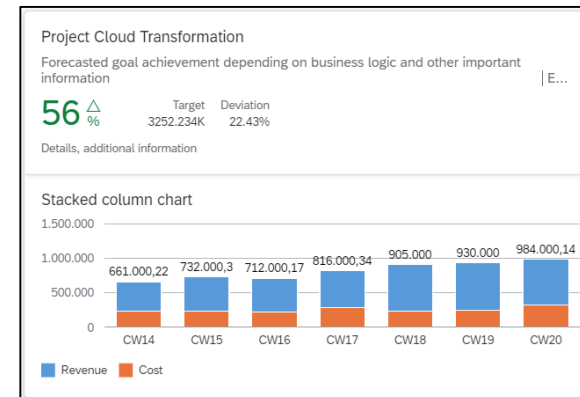 Project Cloud Transformation
Forecasted goal achievement depending on business logic and other important
information
| E...
56 %
Target Deviation
3252.234K 22.43%
Details, additional information
Stacked column chart
1.500.000
1.000.000
500.000
0
661.000,22 732.000,3 712.000,17 816.000,34 905.000 930.000 984.000,14
CW14 CW15 CW16 CW17 CW18 CW19 CW20
Revenue Cost